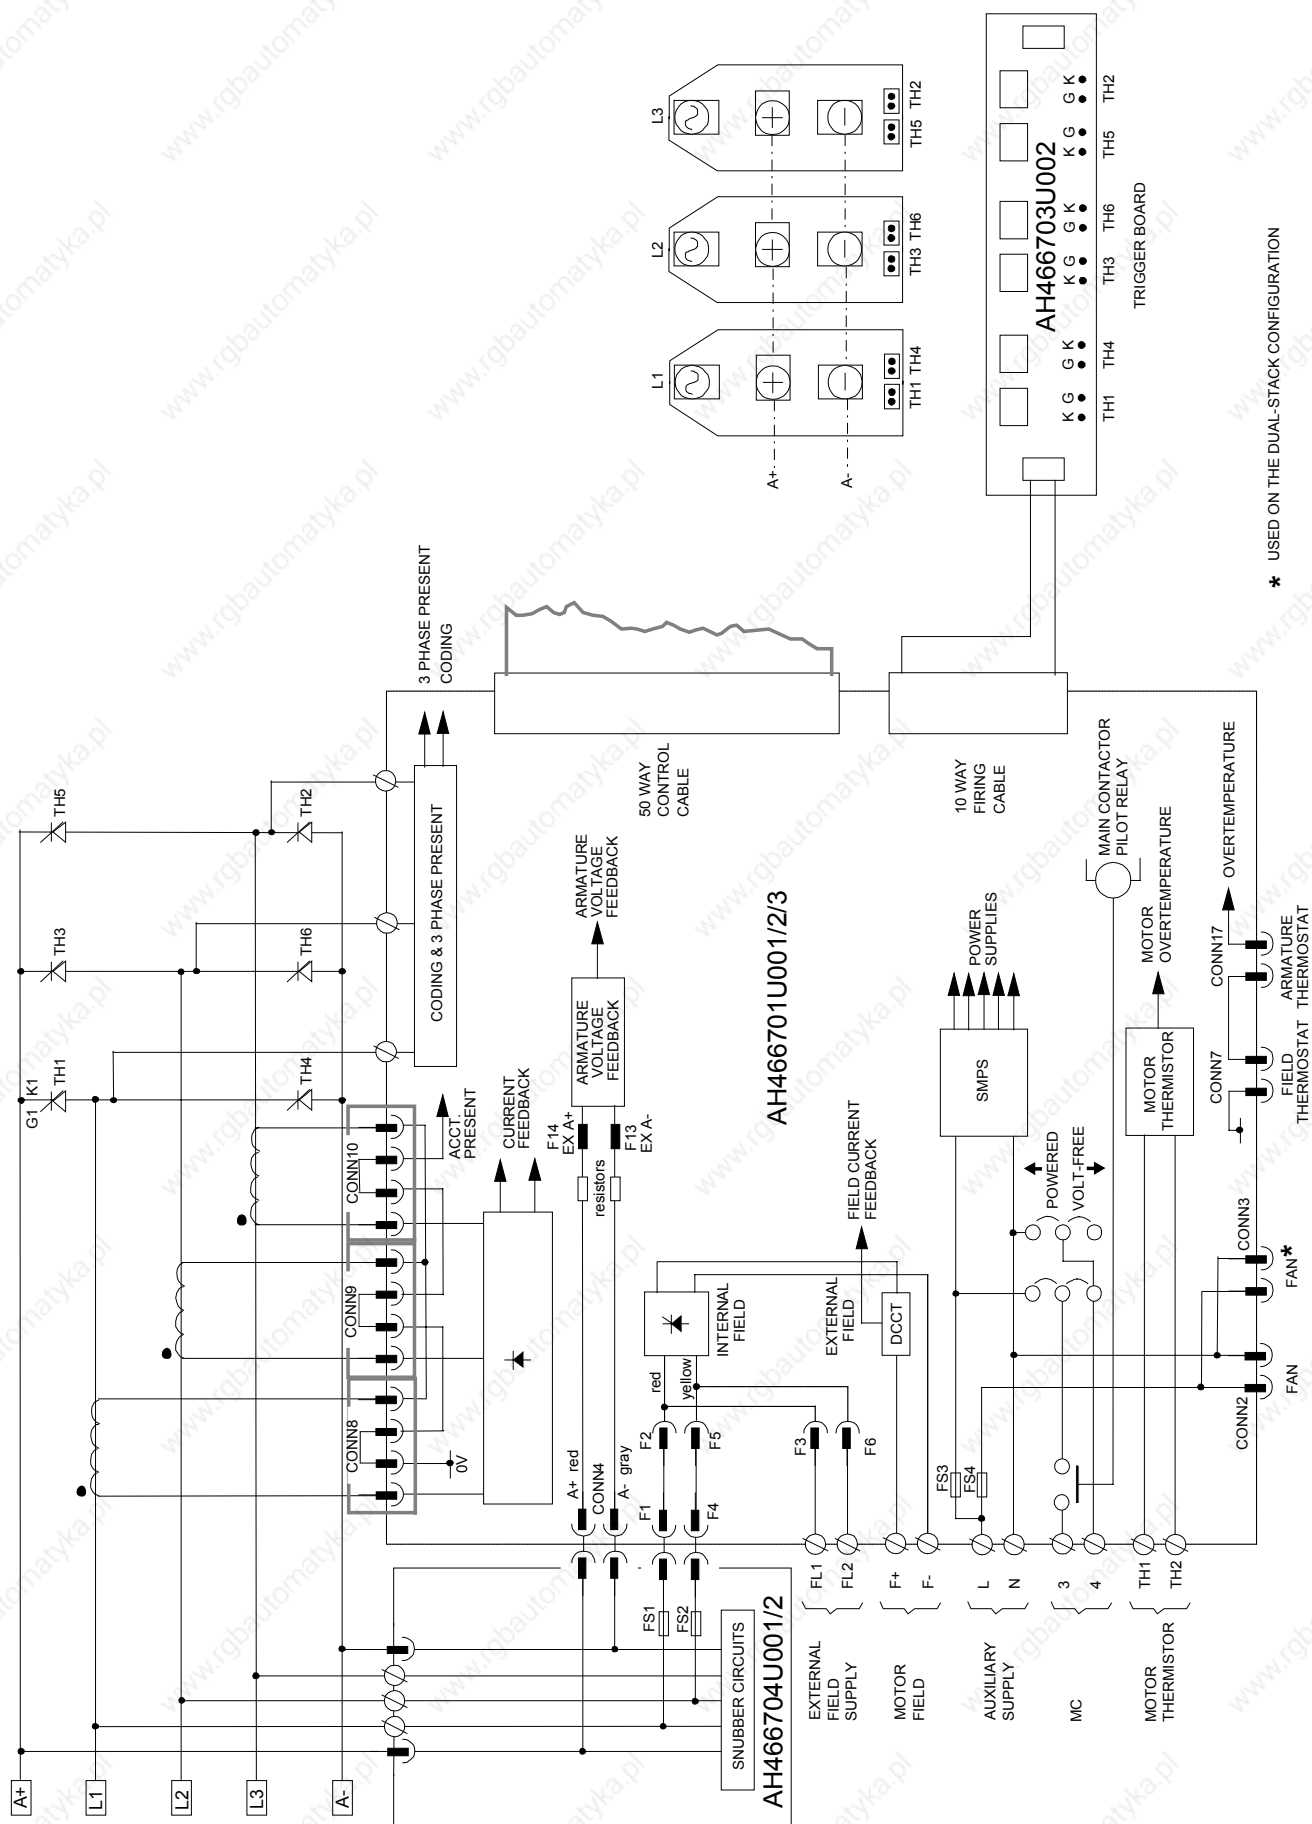 A+
L1
L2
L3
A-
G1 K1
TH1
TH3
TH5
TH4
TH6
TH2
CONN8
CONN9
CONN10
0V
ACCT.
PRESENT
CURRENT
FEEDBACK
CODING & 3 PHASE PRESENT
3 PHASE PRESENT
CODING
A+ red
CONN4
A- gray
resistors
F14
EX A+
F13
EX A-
ARMATURE
VOLTAGE
FEEDBACK
ARMATURE
VOLTAGE
FEEDBACK
50 WAY
CONTROL
CABLE
10 WAY
FIRING
CABLE
SNUBBER CIRCUITS
AH466704U001/2
FS1
FS2
F1
F4
F2
F5
red
yellow
INTERNAL
FIELD
F3
F6
EXTERNAL
FIELD
DCCT
FIELD CURRENT
FEEDBACK
AH466701U001/2/3
EXTERNAL
FIELD
SUPPLY
FL1
FL2
MOTOR
FIELD
F+
F-
AUXILIARY
SUPPLY
L
N
FS3
FS4
SMPS
POWER
SUPPLIES
MC
3
4
POWERED
VOLT-FREE
MAIN CONTACTOR
PILOT RELAY
MOTOR
THERMISTOR
TH1
TH2
MOTOR
THERMISTOR
MOTOR
OVERTEMPERATURE
CONN2
FAN
CONN3
FAN*
CONN7
FIELD
THERMOSTAT
CONN17
ARMATURE
THERMOSTAT
OVERTEMPERATURE
L1
L2
L3
A+
A-
TH1 TH4
TH3 TH6
TH5 TH2
AH466703U002
K G
G K
K G
G K
K G
G K
TH1
TH4
TH3
TH6
TH5
TH2
TRIGGER BOARD
* USED ON THE DUAL-STACK CONFIGURATION
www.rgbautomatyka.pl